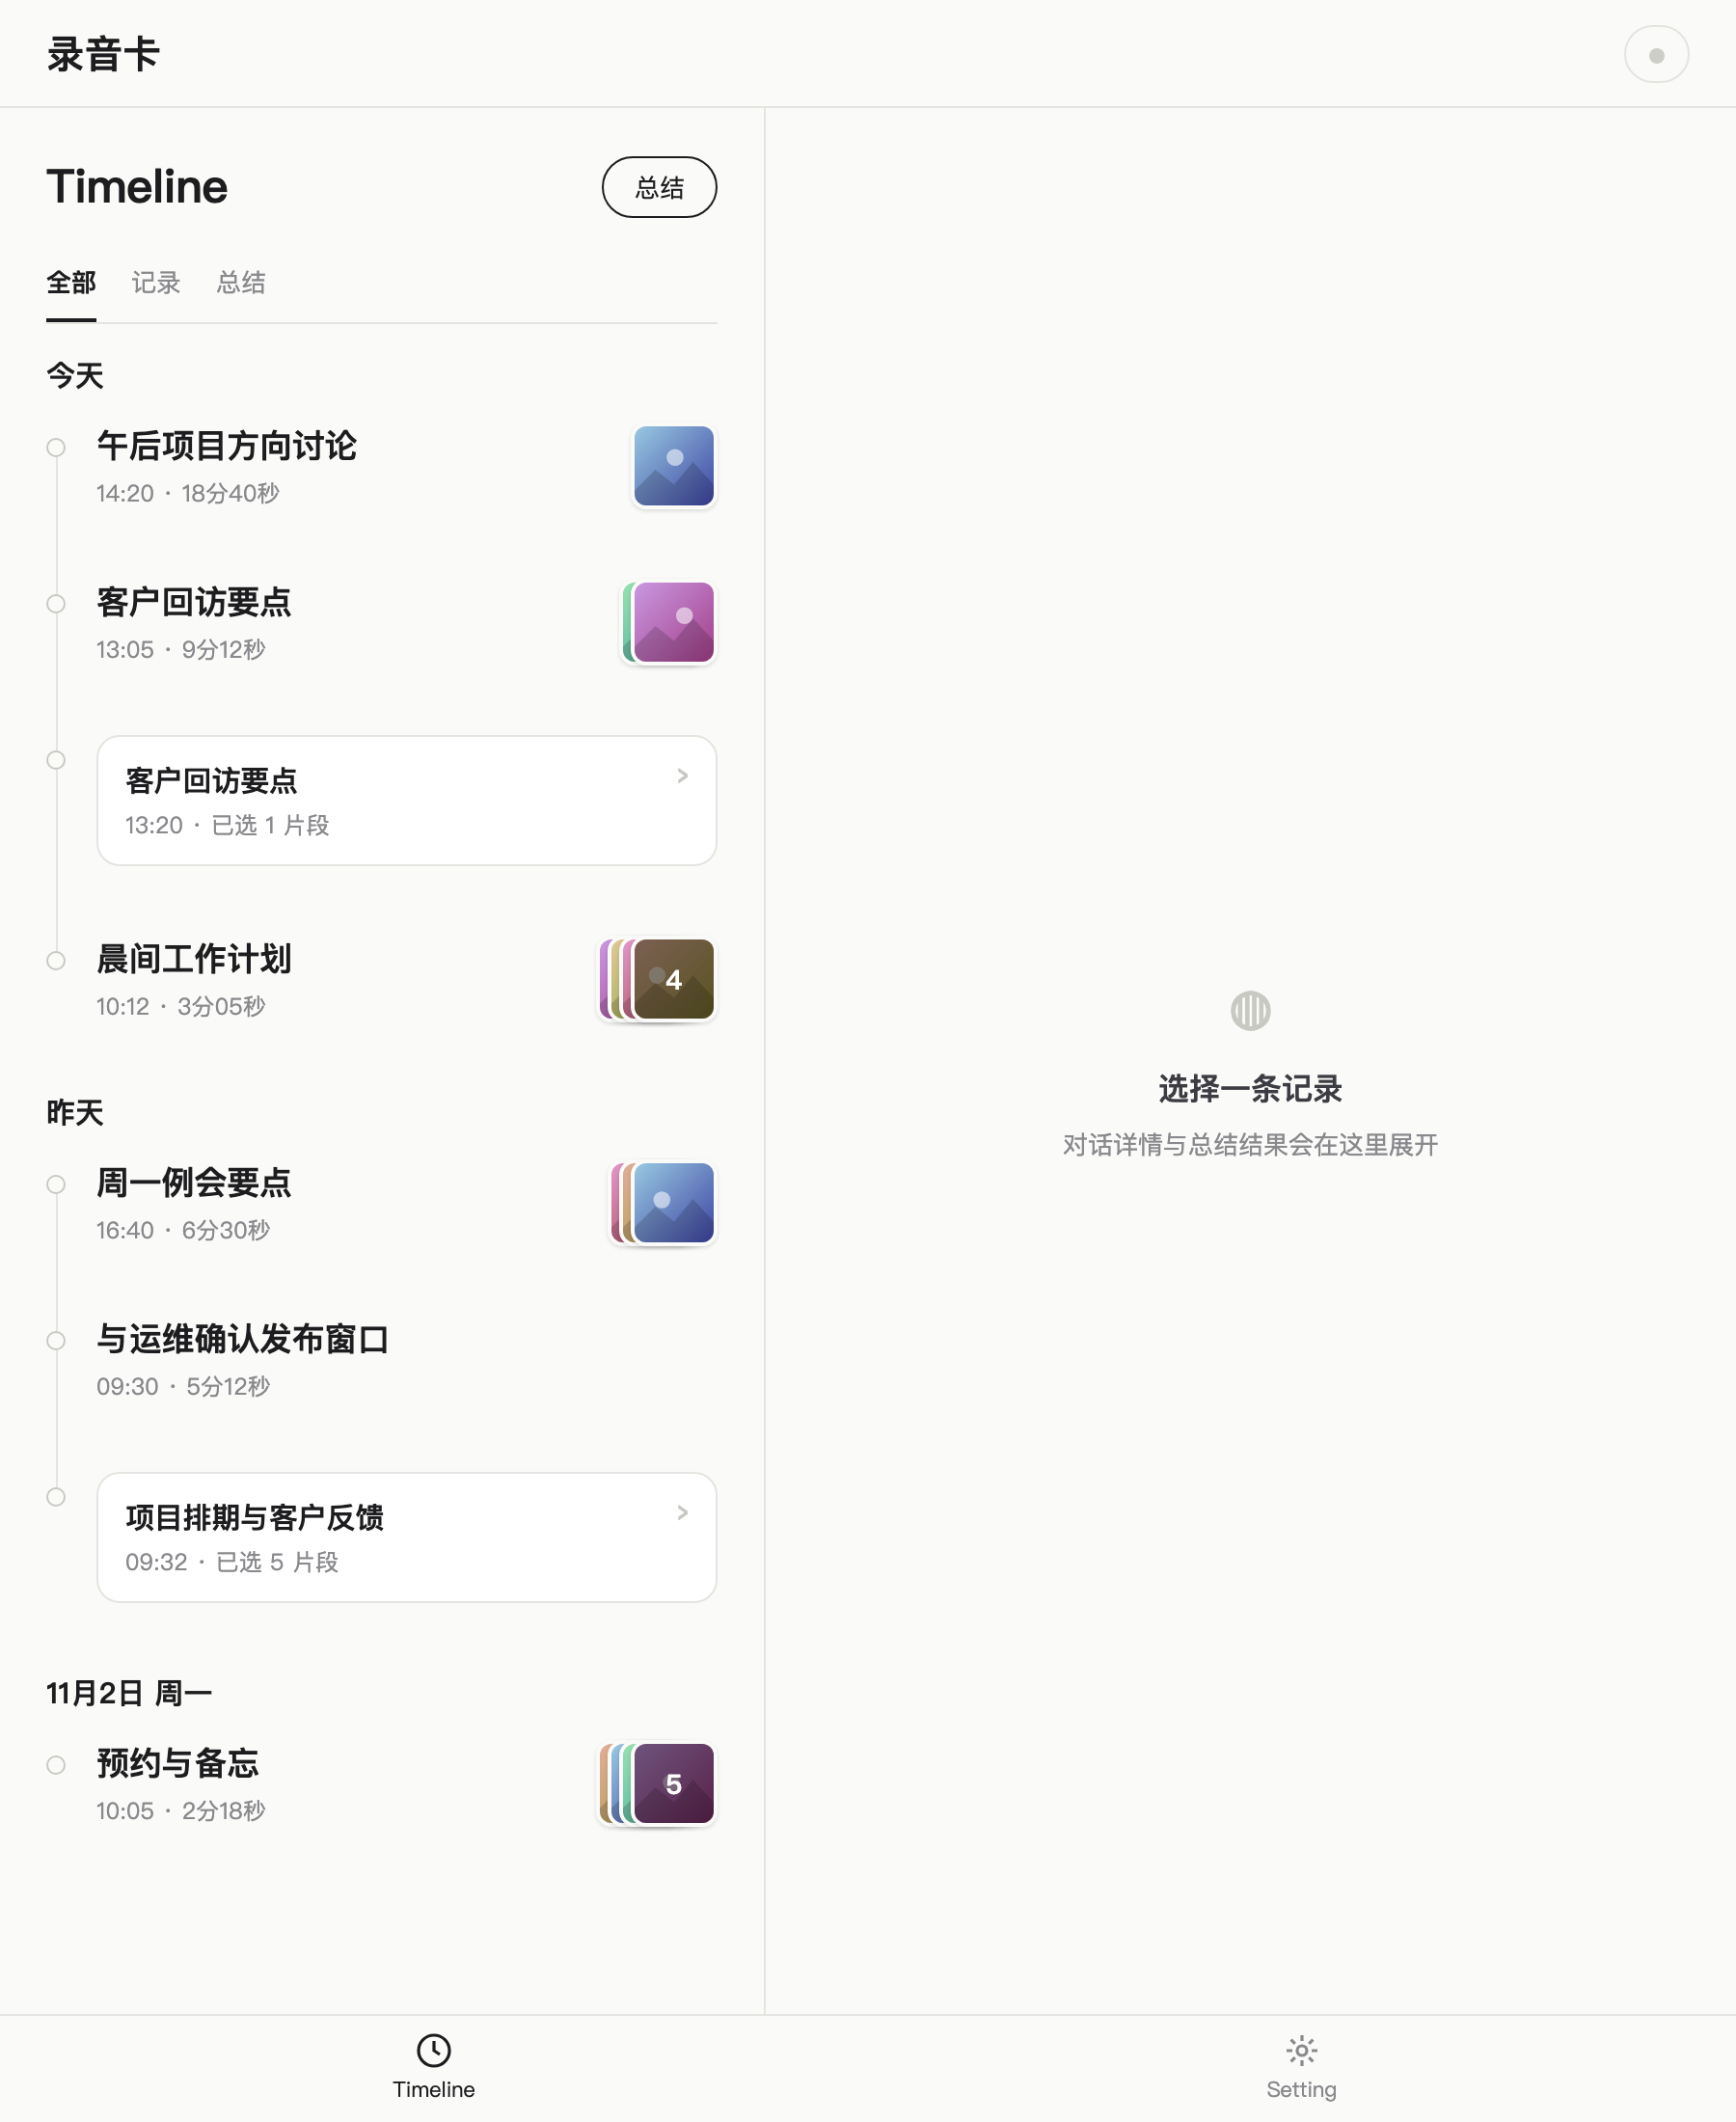 录音卡
Timeline
总结
全部 记录 总结
今天
午后项目方向讨论
14:20 · 18分40秒
客户回访要点
13:05 · 9分12秒
客户回访要点
13:20 · 已选 1 片段
晨间工作计划
10:12 · 3分05秒
4
昨天
周一例会要点
16:40 · 6分30秒
与运维确认发布窗口
09:30 · 5分12秒
项目排期与客户反馈
09:32 · 已选 5 片段
11月2日 周一
预约与备忘
10:05 · 2分18秒
5
选择一条记录
对话详情与总结结果会在这里展开
Timeline
Setting